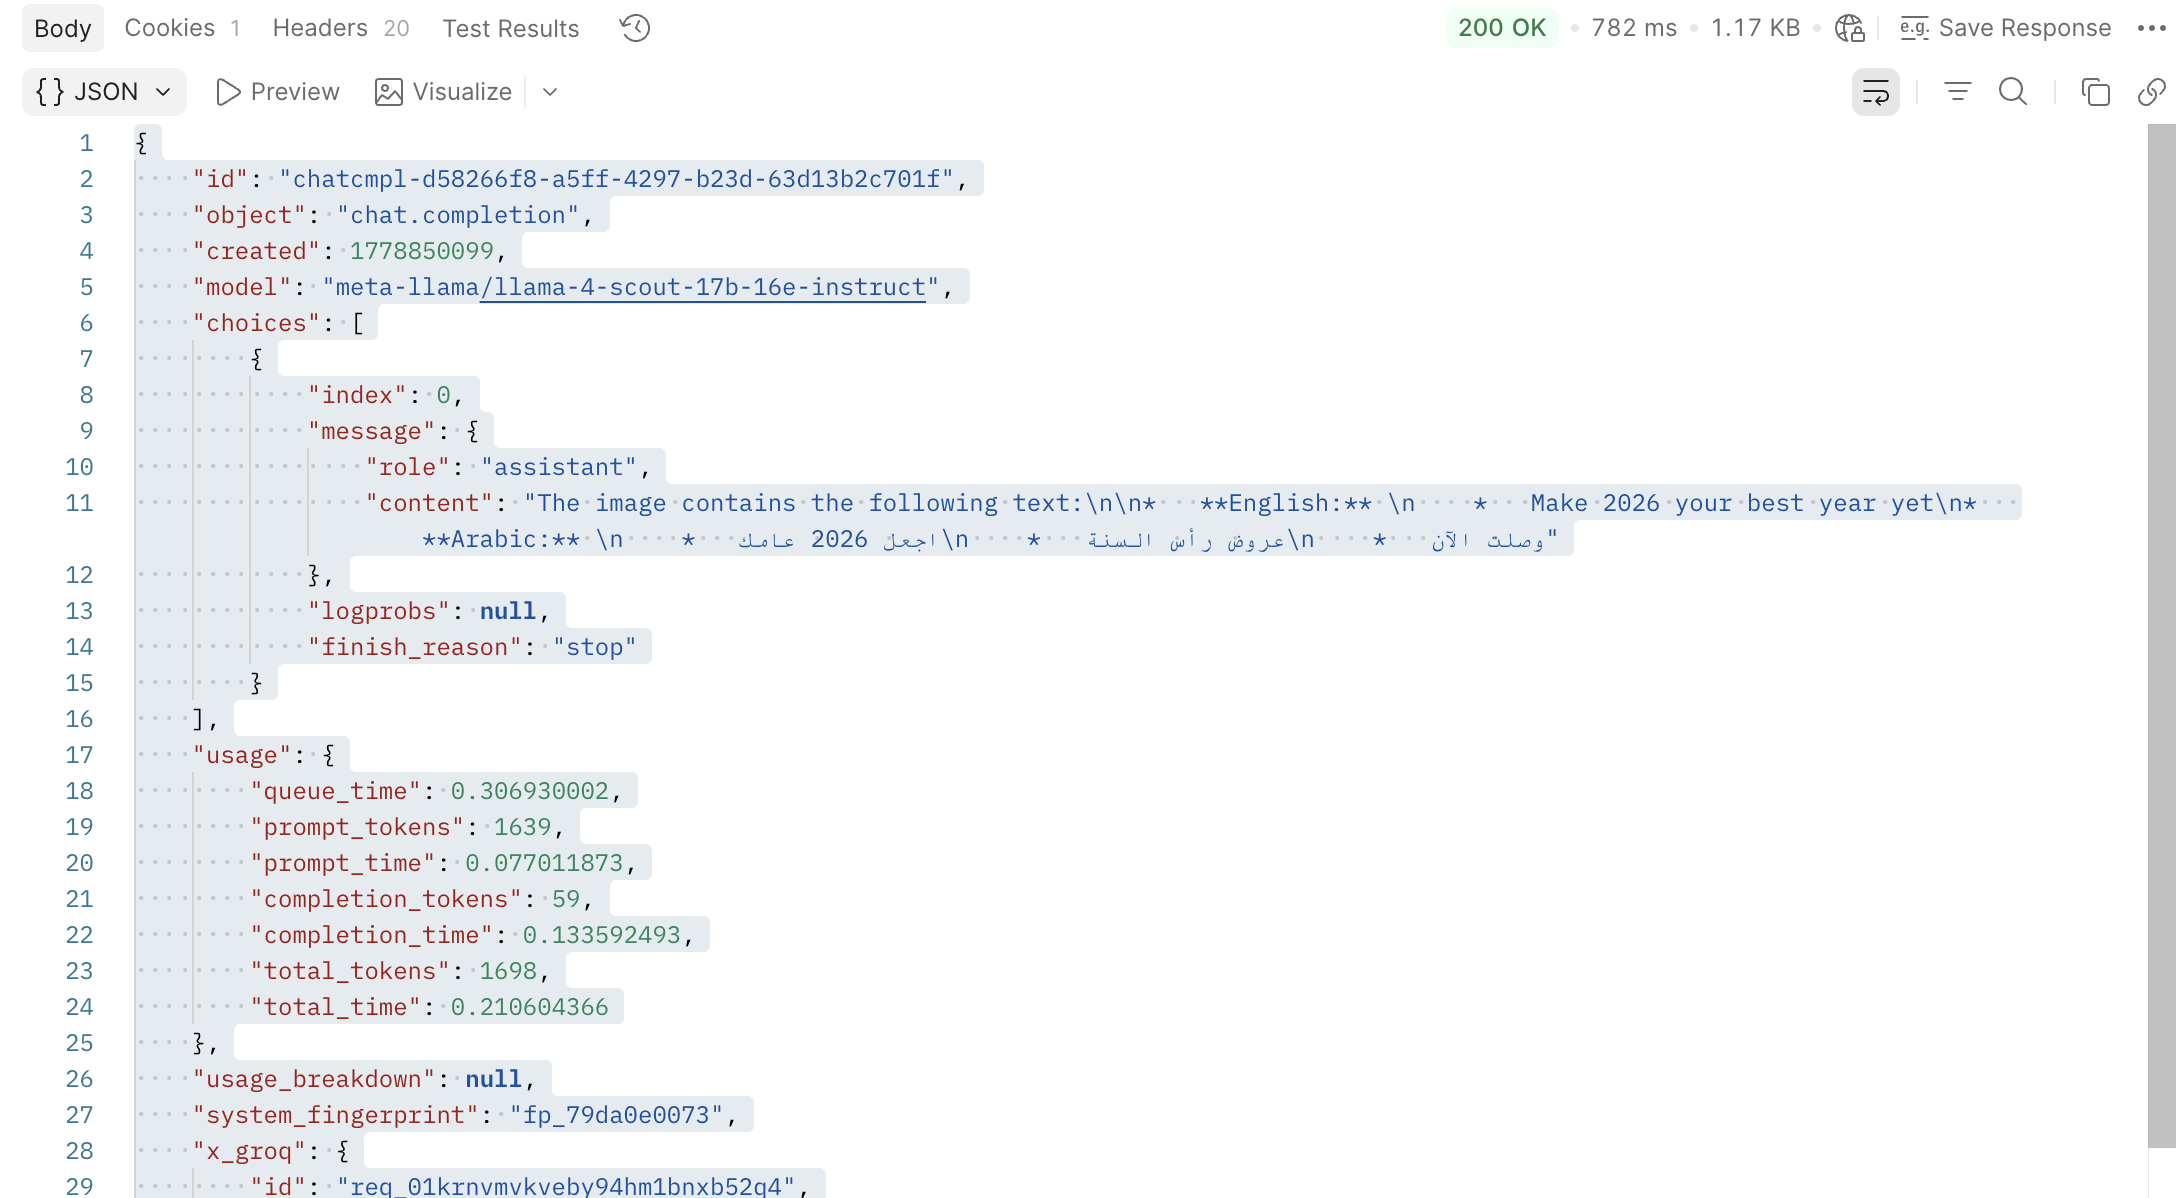 Body Cookies 1 Headers 20 Test Results 200 OK • 782 ms • 1.17 KB • e.g. Save Response
{ } JSON Preview Visualize
1 {
2 "id": "chatcmpl-d58266f8-a5ff-4297-b23d-63d13b2c701f",
3 "object": "chat.completion",
4 "created": 1778850099,
5 "model": "meta-llama/llama-4-scout-17b-16e-instruct",
6 "choices": [
7 {
8 "index": 0,
9 "message": {
10 "role": "assistant",
11 "content": "The image contains the following text:\n\n*   **English:** \n    *   Make 2026 your best year yet\n*
**Arabic:** \n    *   اجعل 2026 عامك\n    *   عروض رأس السنة\n    *   وصلت الآن"
12 },
13 "logprobs": null,
14 "finish_reason": "stop"
15 }
16 ],
17 "usage": {
18 "queue_time": 0.306930002,
19 "prompt_tokens": 1639,
20 "prompt_time": 0.077011873,
21 "completion_tokens": 59,
22 "completion_time": 0.133592493,
23 "total_tokens": 1698,
24 "total_time": 0.210604366
25 },
26 "usage_breakdown": null,
27 "system_fingerprint": "fp_79da0e0073",
28 "x_groq": {
29 "id": "req_01krnvmvkveby94hm1bnxb52q4",